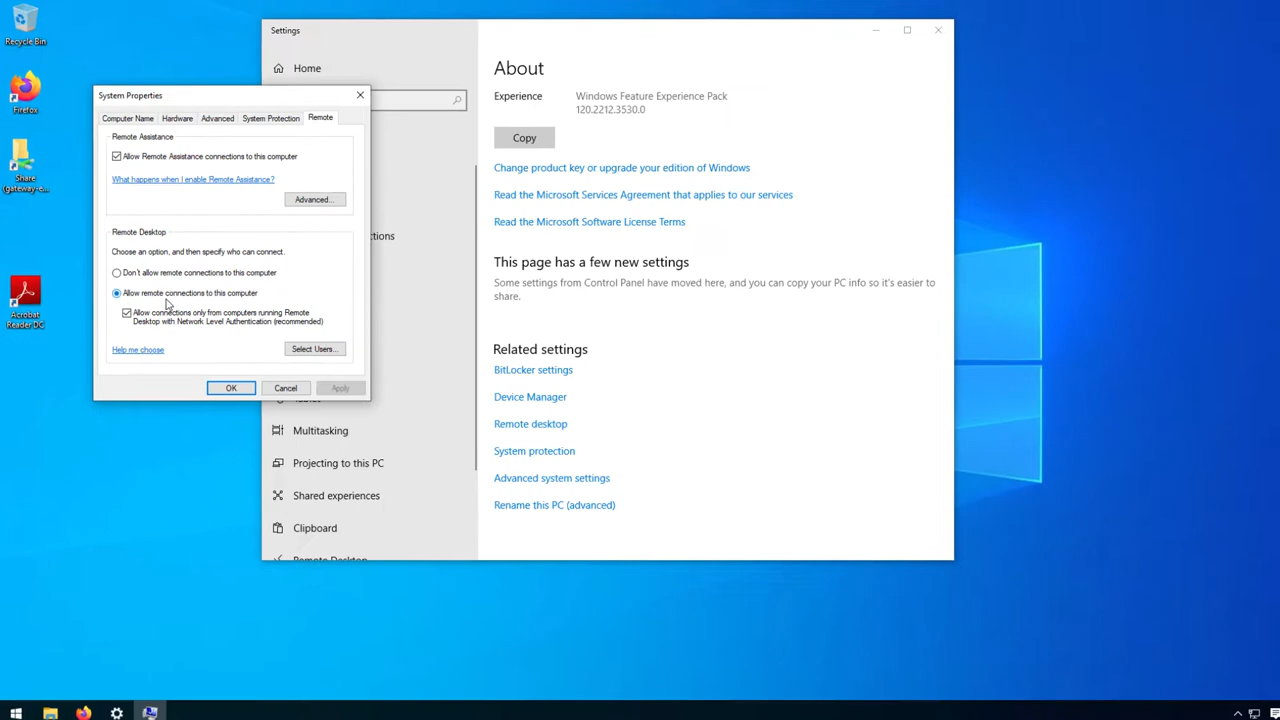 Recycle Bin
Firefox
Share
(gateway-e...
Acrobat
Reader DC
System Properties
Computer Name
Hardware
Advanced
System Protection
Remote
Remote Assistance
Allow Remote Assistance connections to this computer
What happens when I enable Remote Assistance?
Advanced...
Remote Desktop
Choose an option, and then specify who can connect.
Don't allow remote connections to this computer
Allow remote connections to this computer
Allow connections only from computers running Remote
Desktop with Network Level Authentication (recommended)
Help me choose
Select Users...
OK
Cancel
Apply
Settings
Home
ctions
Multitasking
Projecting to this PC
Shared experiences
Clipboard
Remote Desktop
About
Experience
Windows Feature Experience Pack
120.2212.3530.0
Copy
Change product key or upgrade your edition of Windows
Read the Microsoft Services Agreement that applies to our services
Read the Microsoft Software License Terms
This page has a few new settings
Some settings from Control Panel have moved here, and you can copy your PC info so it's easier to
share.
Related settings
BitLocker settings
Device Manager
Remote desktop
System protection
Advanced system settings
Rename this PC (advanced)